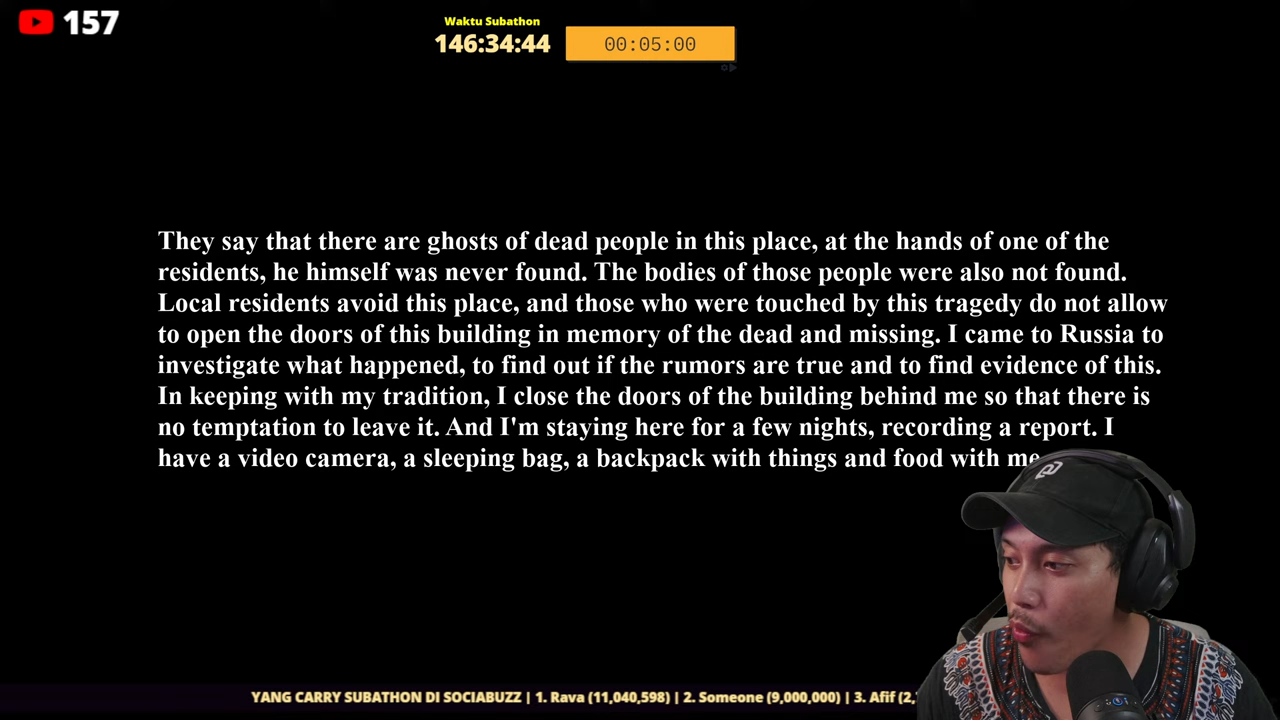 157
Waktu Subathon
146:34:44
00:05:00
They say that there are ghosts of dead people in this place, at the hands of one of the
residents, he himself was never found. The bodies of those people were also not found.
Local residents avoid this place, and those who were touched by this tragedy do not allow
to open the doors of this building in memory of the dead and missing. I came to Russia to
investigate what happened, to find out if the rumors are true and to find evidence of this.
In keeping with my tradition, I close the doors of the building behind me so that there is
no temptation to leave it. And I'm staying here for a few nights, recording a report. I
have a video camera, a sleeping bag, a backpack with things and food with me
YANG CARRY SUBATHON DI SOCIABUZZ | 1. Rava (11,040,598) | 2. Someone (9,000,000) | 3. Afif (2,